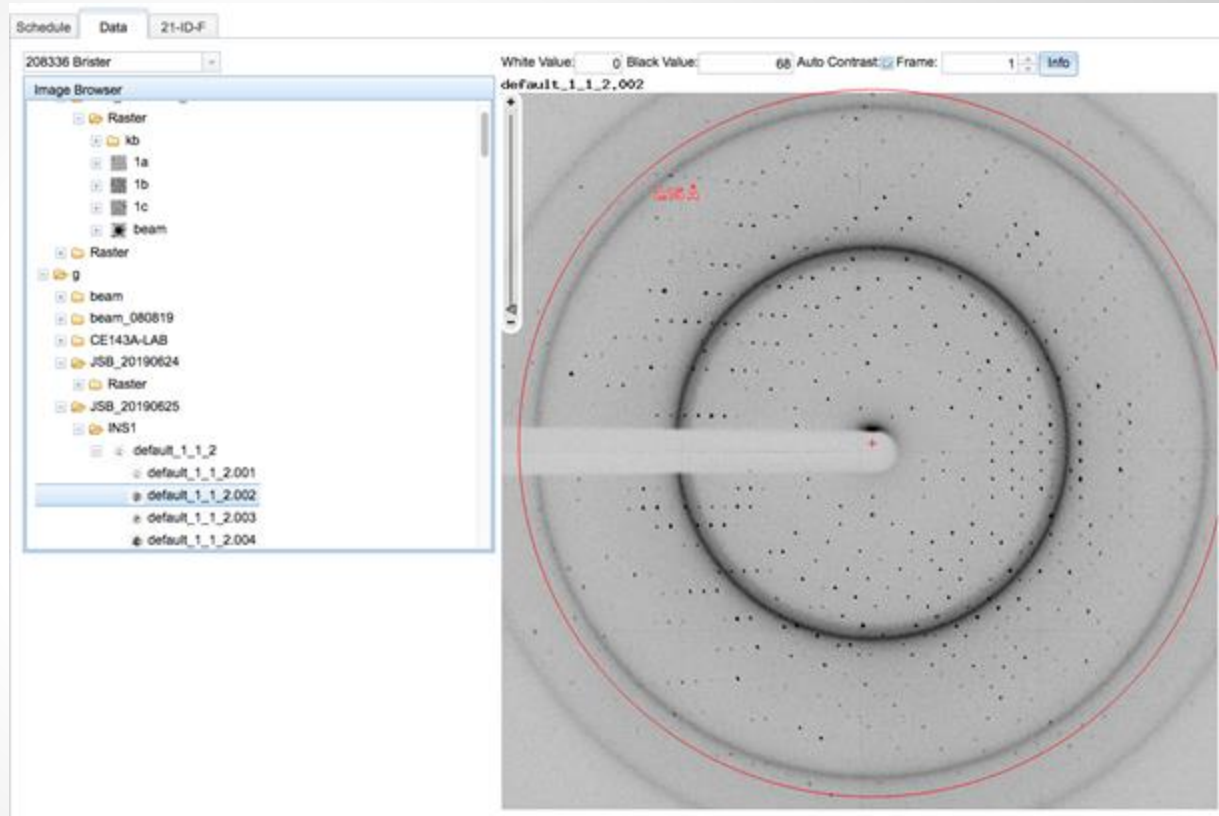 Schedule Data 21-ID-F
208336 Brister
White Value: 0 Black Value: 68 Auto Contrast: Frame: 1 Info
Image Browser
default_1_1_2.002
Raster
kb
1a
1b
1c
beam
Raster
g
beam
beam_080819
CE143A-LAB
JSB_20190624
Raster
JSB_20190625
INS1
default_1_1_2
default_1_1_2.001
default_1_1_2.002
default_1_1_2.003
default_1_1_2.004